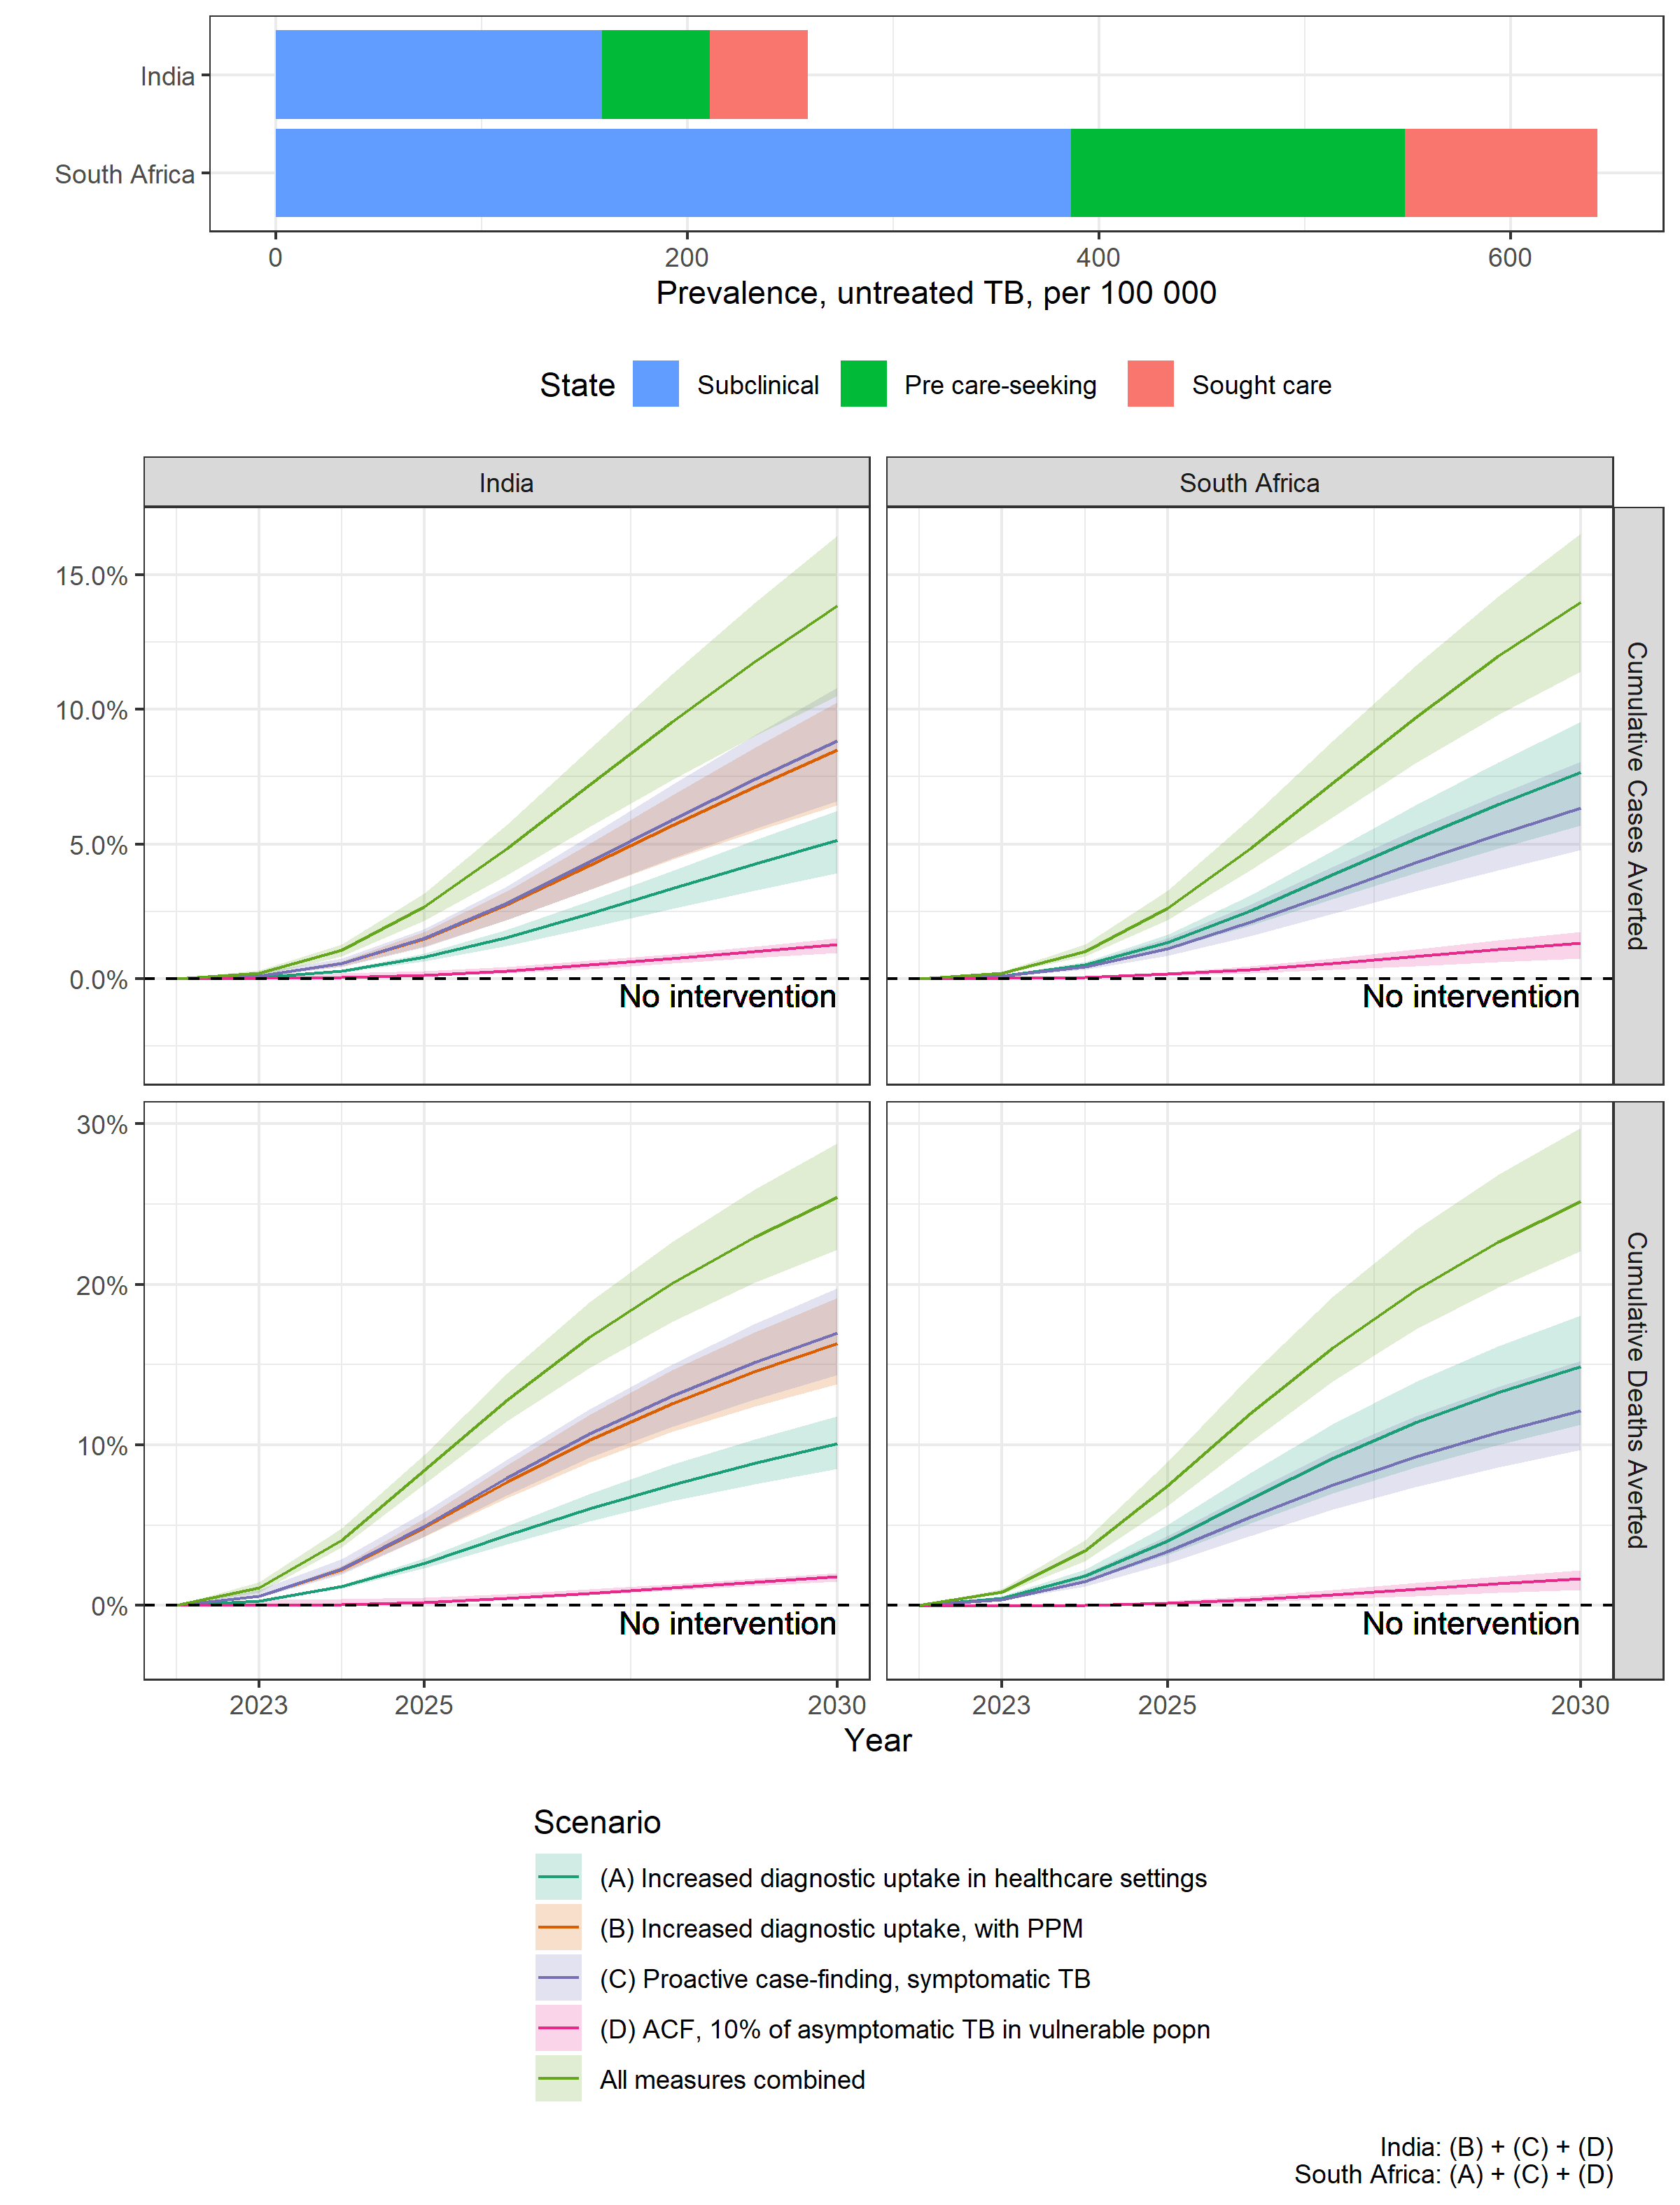 India
South Africa
0 200 400 600
Prevalence, untreated TB, per 100 000
State Subclinical Pre care-seeking Sought care
India South Africa
15.0%
10.0%
5.0%
0.0%
No intervention No intervention
Cumulative Cases Averted
30%
20%
10%
0%
No intervention No intervention
Cumulative Deaths Averted
2023 2025 2030 2023 2025 2030
Year
Scenario
(A) Increased diagnostic uptake in healthcare settings
(B) Increased diagnostic uptake, with PPM
(C) Proactive case-finding, symptomatic TB
(D) ACF, 10% of asymptomatic TB in vulnerable popn
All measures combined
India: (B) + (C) + (D)
South Africa: (A) + (C) + (D)